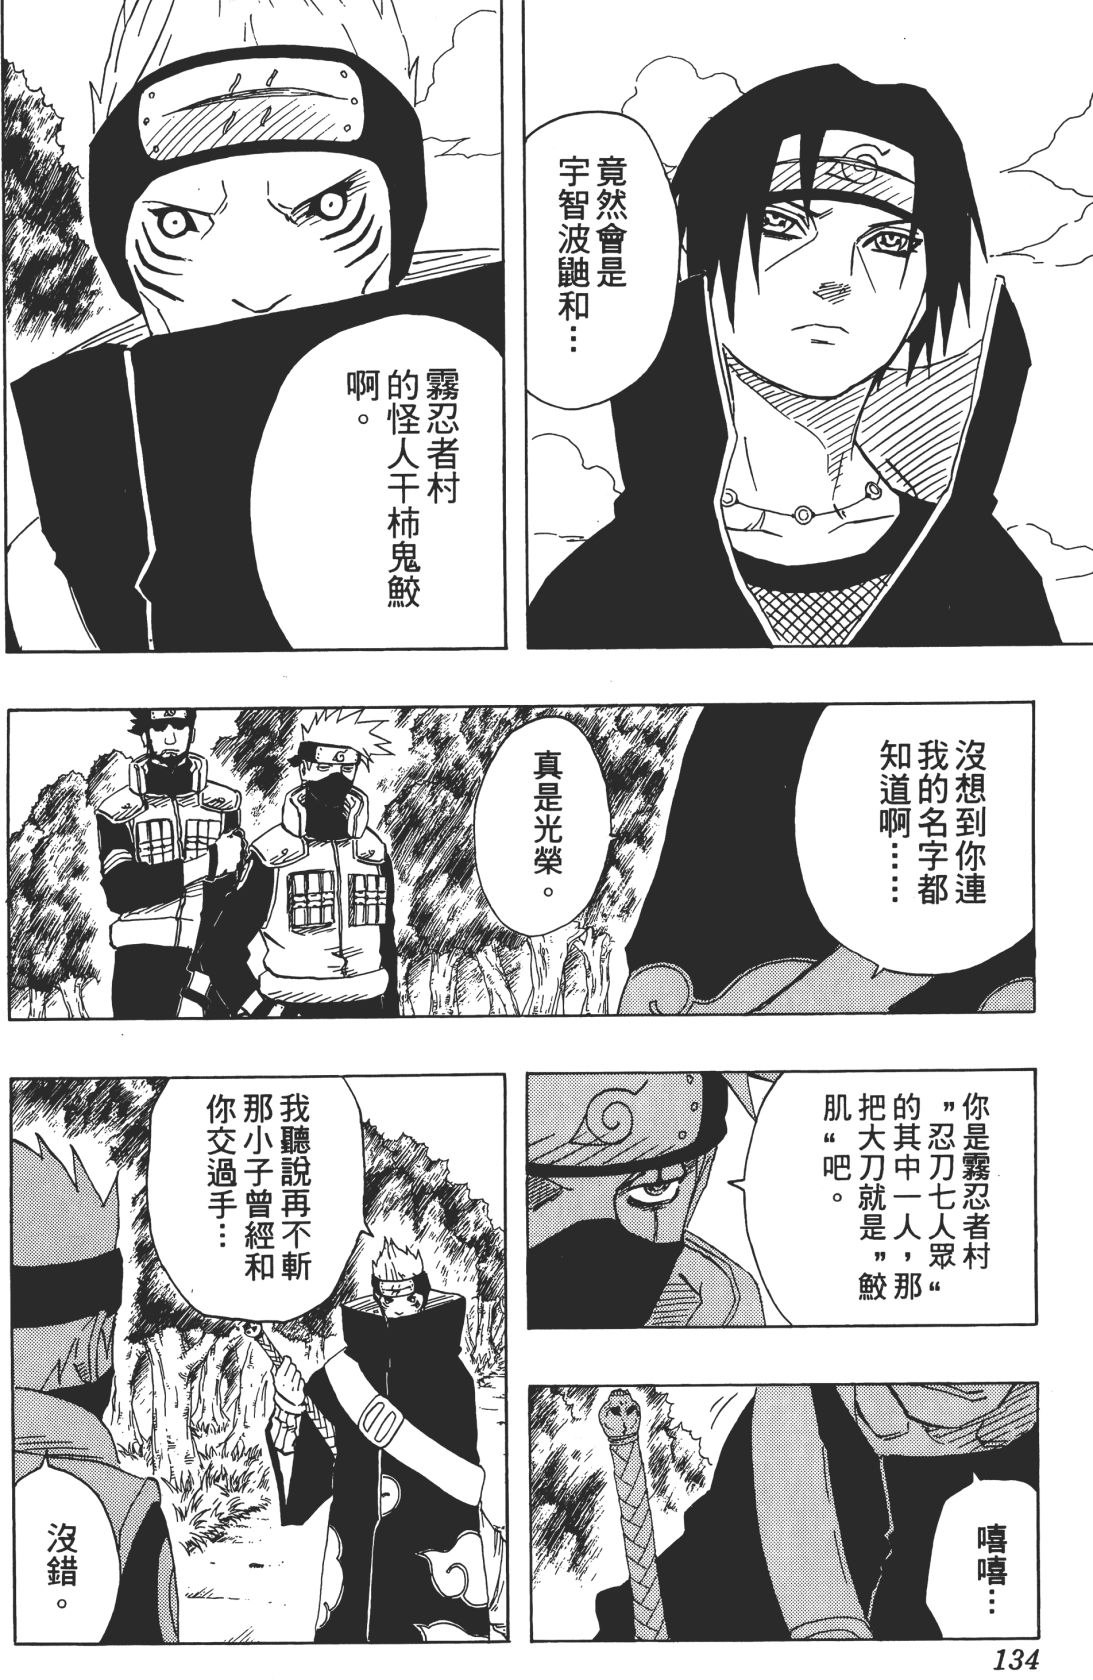 竟然會是
宇智波鼬和…
霧忍者村
的怪人干柿鬼鮫
啊。
沒想到你連
我的名字都
知道啊……
真是光榮。
你是霧忍者村
”忍刀七人眾“
的其中一人，那
把大刀就是”鮫
肌“吧。
嘻嘻…
我聽說再不斬
那小子曾經和
你交過手…
沒錯。
134